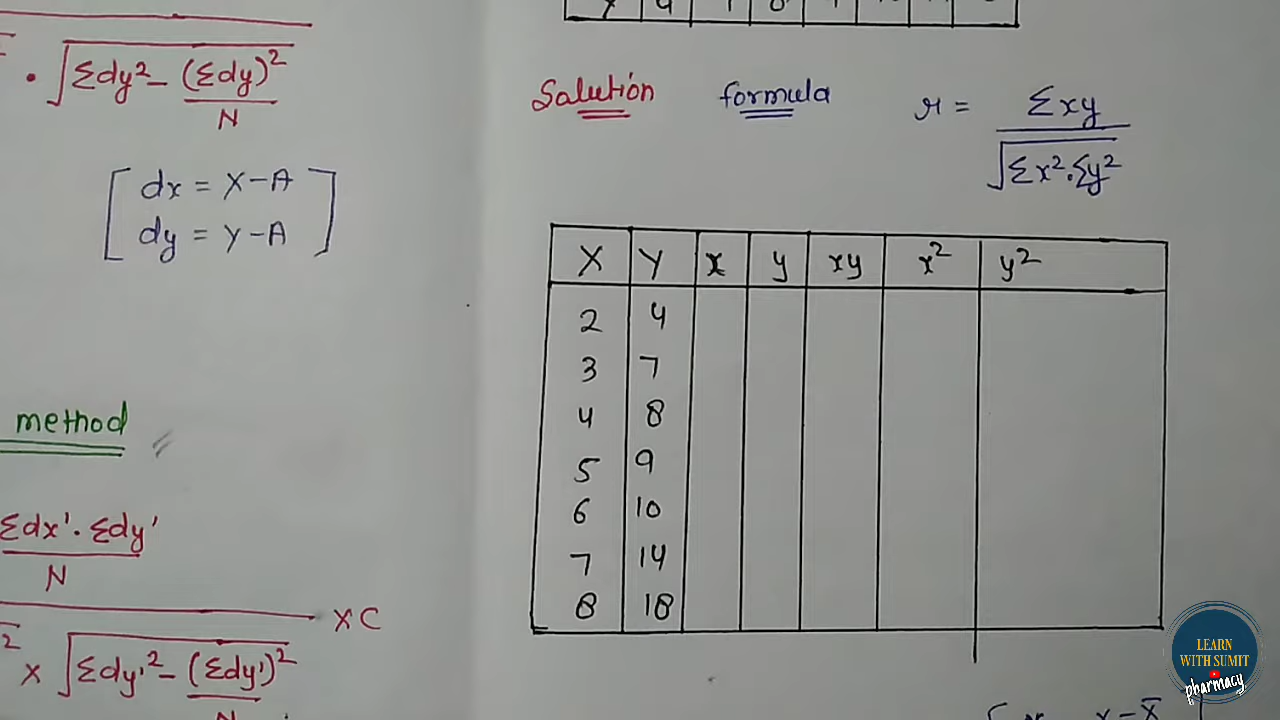 • √Σdy² – (Σdy)²
N
[ dx = X – A
dy = Y – A ]
method
Σdx' · Σdy'
N
x C
2 x √Σdy'² – (Σdy')²
N
Y 4
Solution formula r = Σxy
√Σx² · Σy²
X Y x y xy x² y²
2 4
3 7
4 8
5 9
6 10
7 14
8 18
x – X̄
LEARN
WITH SUMIT
pharmacy